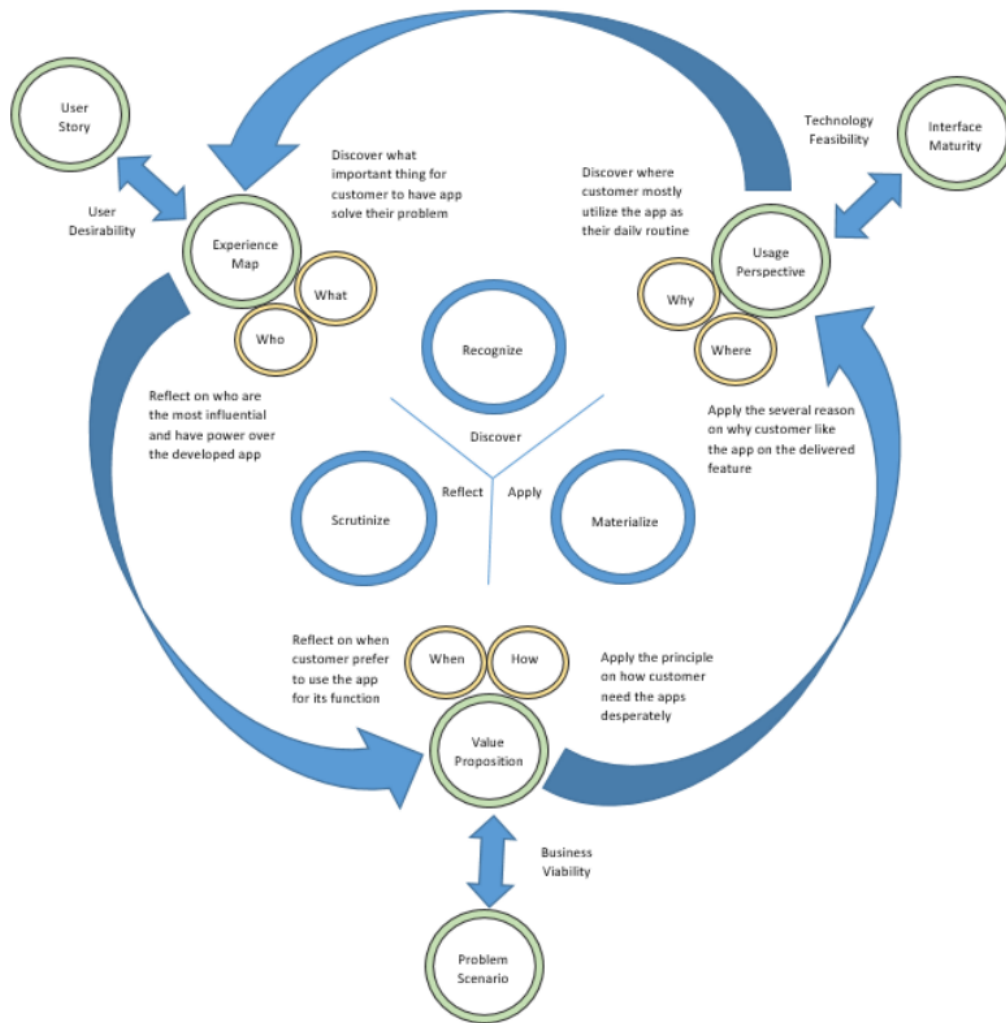 User
Story
Technology
Feasibility
Interface
Maturity
Discover what
important thing for
customer to have app
solve their problem
Discover where
customer mostly
utilize the app as
their daily routine
User
Desirability
Experience
Map
Usage
Perspective
What
Who
Why
Where
Recognize
Reflect on who are
the most influential
and have power over
the developed app
Apply the several reason
on why customer like
the app on the delivered
feature
Discover
Reflect
Apply
Scrutinize
Materialize
Reflect on when
customer prefer
to use the app
for its function
When
How
Apply the principle
on how customer
need the apps
desperately
Value
Proposition
Business
Viability
Problem
Scenario